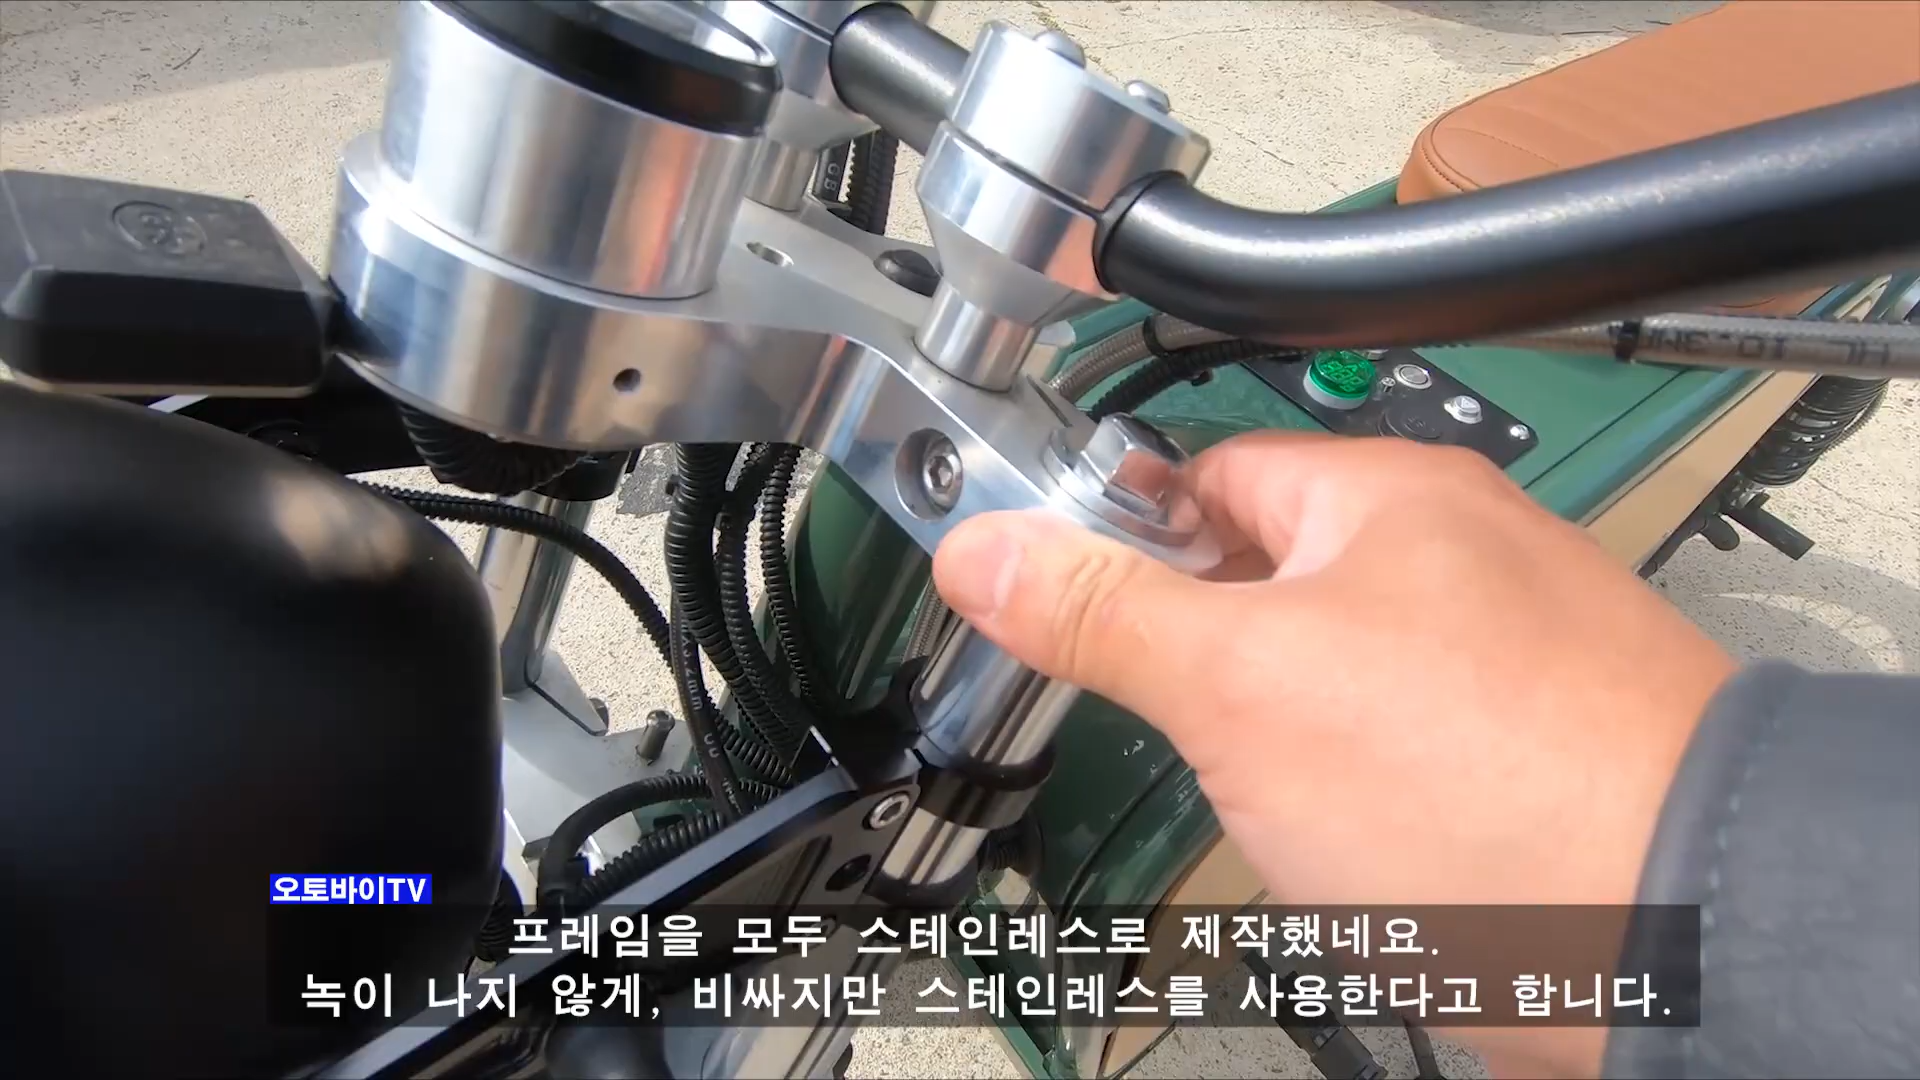 오토바이TV
프레임을 모두 스테인레스로 제작했네요.
녹이 나지 않게, 비싸지만 스테인레스를 사용한다고 합니다.